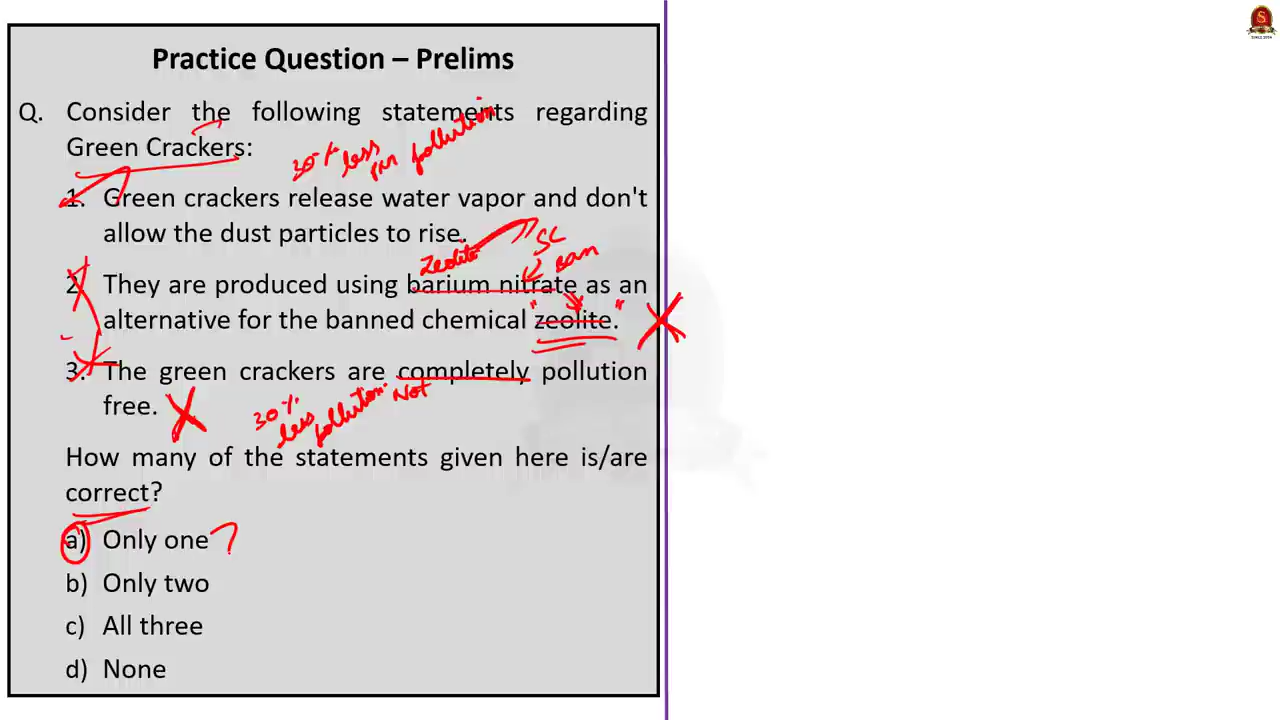 Practice Question – Prelims
Q. Consider the following statements regarding
Green Crackers:
30% less PM pollution
1. Green crackers release water vapor and don't
allow the dust particles to rise.
Zeolite
SC
Ban
2. They are produced using barium nitrate as an
alternative for the banned chemical "zeolite".
3. The green crackers are completely pollution
free.
30% less pollution. Not
How many of the statements given here is/are
correct?
a) Only one
b) Only two
c) All three
d) None